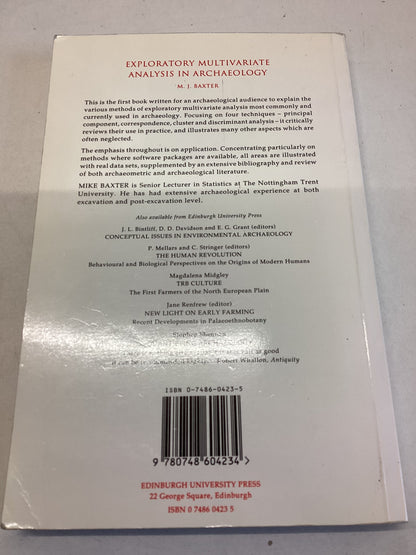 EXPLORATORY MULTIVARIATE
ANALYSIS IN ARCHAEOLOGY
M. J. BAXTER
This is the first book written for an archaeological audience to explain the
various methods of exploratory multivariate analysis most commonly and
currently used in archaeology. Focusing on four techniques – principal
component, correspondence, cluster and discriminant analysis – it critically
reviews their use in practice, and illustrates many other aspects which are
often neglected.
The emphasis throughout is on application. Concentrating particularly on
methods where software packages are available, all areas are illustrated
with real data sets, supplemented by an extensive bibliography and review
of both archaeometric and archaeological literature.
MIKE BAXTER is Senior Lecturer in Statistics at The Nottingham Trent
University. He has had extensive archaeological experience at both
excavation and post-excavation level.
Also available from Edinburgh University Press
J. L. Bintliff, D. D. Davidson and E. G. Grant (editors)
CONCEPTUAL ISSUES IN ENVIRONMENTAL ARCHAEOLOGY
P. Mellars and C. Stringer (editors)
THE HUMAN REVOLUTION
Behavioural and Biological Perspectives on the Origins of Modern Humans
Magdalena Midgley
TRB CULTURE
The First Farmers of the North European Plain
Jane Renfrew (editor)
NEW LIGHT ON EARLY FARMING
Recent Developments in Palaeoethnobotany
Stephen Shennan
as good
Robert Whallon, Antiquity
ISBN 0-7486-0423-5
9 780748 604234 >
EDINBURGH UNIVERSITY PRESS
22 George Square, Edinburgh
ISBN 0 7486 0423 5